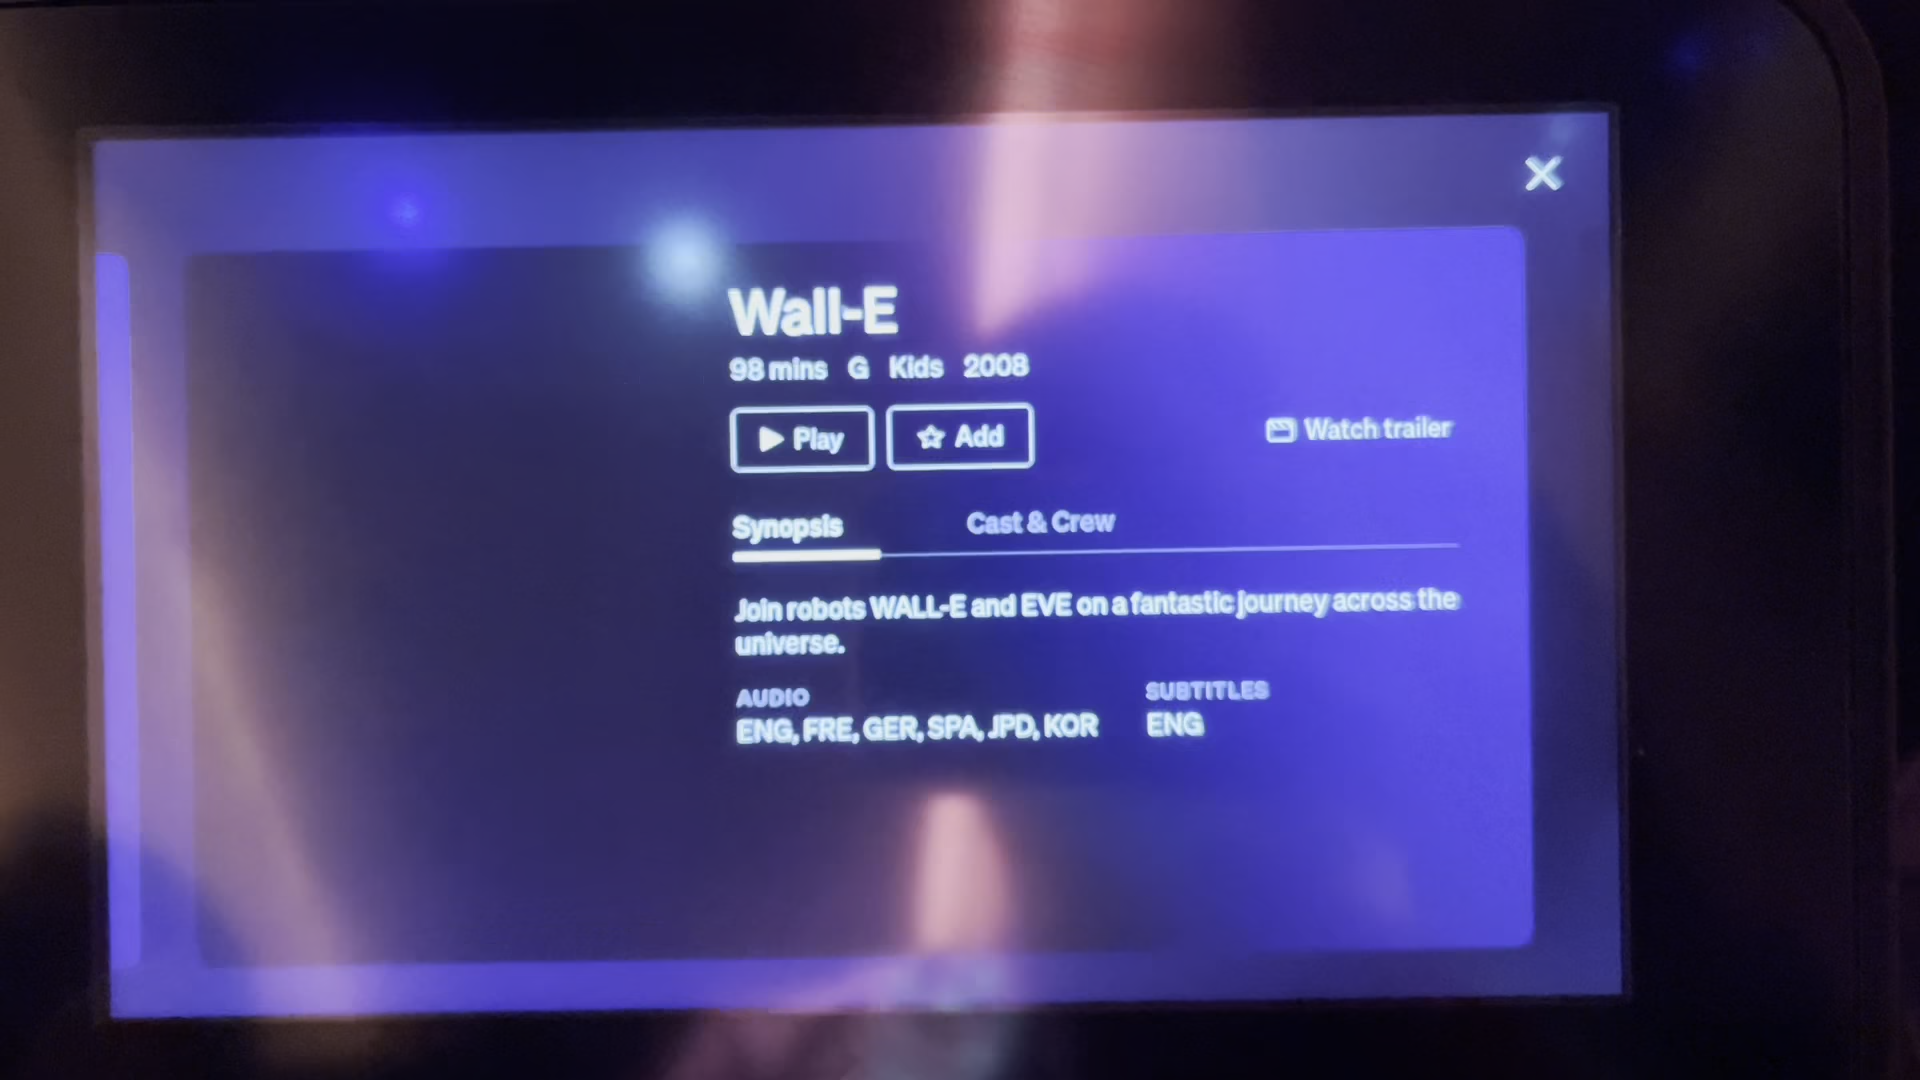 Wall-E
98 mins G Kids 2008
Play Add Watch trailer
Synopsis Cast & Crew
Join robots WALL-E and EVE on a fantastic journey across the
universe.
AUDIO SUBTITLES
ENG, FRE, GER, SPA, JPD, KOR ENG